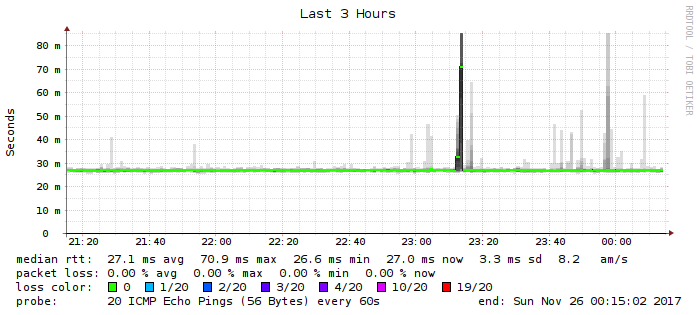 Last 3 Hours
RRDTOOL / TOBI OETIKER
Seconds
80 m
70 m
60 m
50 m
40 m
30 m
20 m
10 m
0
21:20 21:40 22:00 22:20 22:40 23:00 23:20 23:40 00:00
median rtt: 27.1 ms avg 70.9 ms max 26.6 ms min 27.0 ms now 3.3 ms sd 8.2 am/s
packet loss: 0.00 % avg 0.00 % max 0.00 % min 0.00 % now
loss color: 0 1/20 2/20 3/20 4/20 10/20 19/20
probe: 20 ICMP Echo Pings (56 Bytes) every 60s end: Sun Nov 26 00:15:02 2017